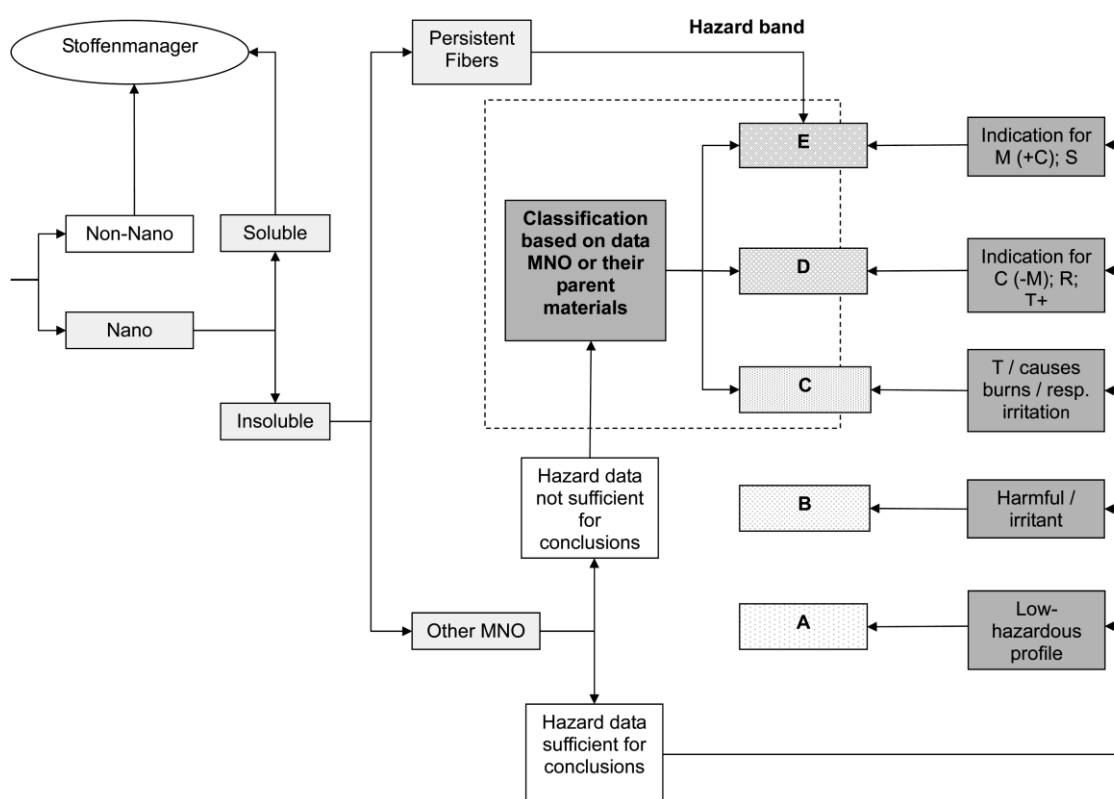 Stoffenmanager
Persistent
Fibers
Hazard band
E
Indication for
M (+C); S
Non-Nano
Soluble
Classification
based on data
MNO or their
parent
materials
D
Indication for
C (-M); R;
T+
Nano
C
T / causes
burns / resp.
irritation
Insoluble
Hazard data
not sufficient
for
conclusions
B
Harmful /
irritant
Other MNO
A
Low-
hazardous
profile
Hazard data
sufficient for
conclusions